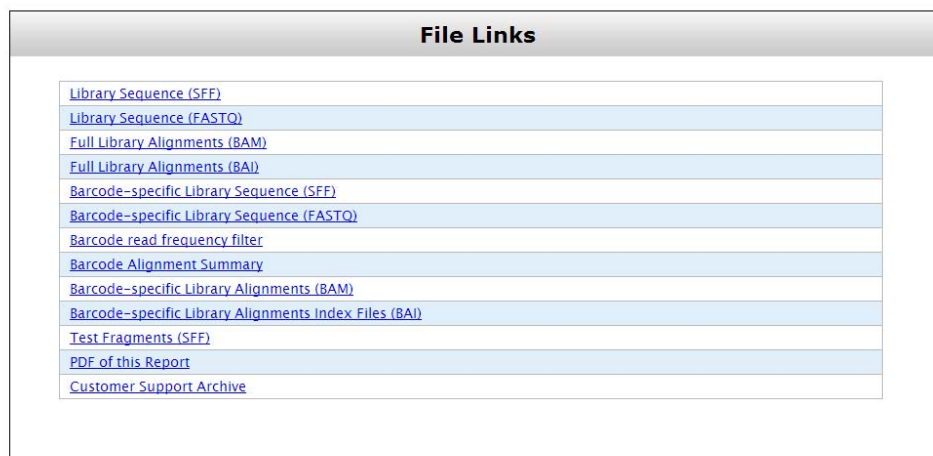 File Links
Library Sequence (SFF)
Library Sequence (FASTQ)
Full Library Alignments (BAM)
Full Library Alignments (BAI)
Barcode-specific Library Sequence (SFF)
Barcode-specific Library Sequence (FASTQ)
Barcode read frequency filter
Barcode Alignment Summary
Barcode-specific Library Alignments (BAM)
Barcode-specific Library Alignments Index Files (BAI)
Test Fragments (SFF)
PDF of this Report
Customer Support Archive